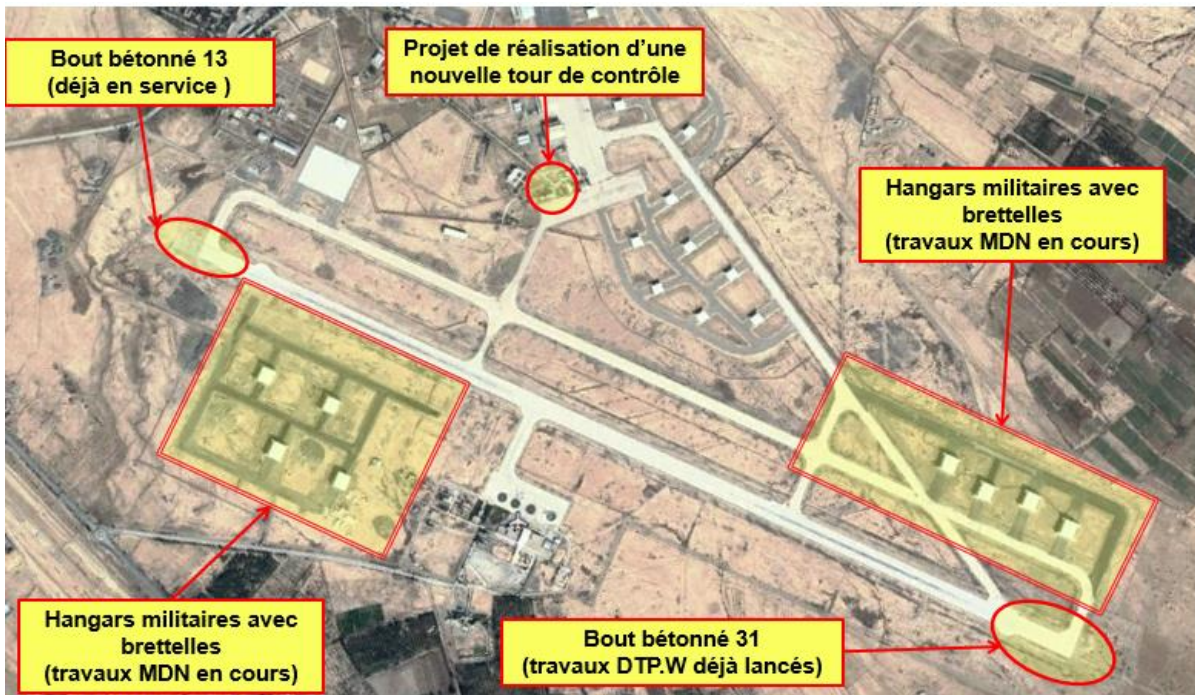 Bout bétonné 13
(déjà en service )
Projet de réalisation d’une
nouvelle tour de contrôle
Hangars militaires avec
brettelles
(travaux MDN en cours)
Hangars militaires avec
brettelles
(travaux MDN en cours)
Bout bétonné 31
(travaux DTP.W déjà lancés)